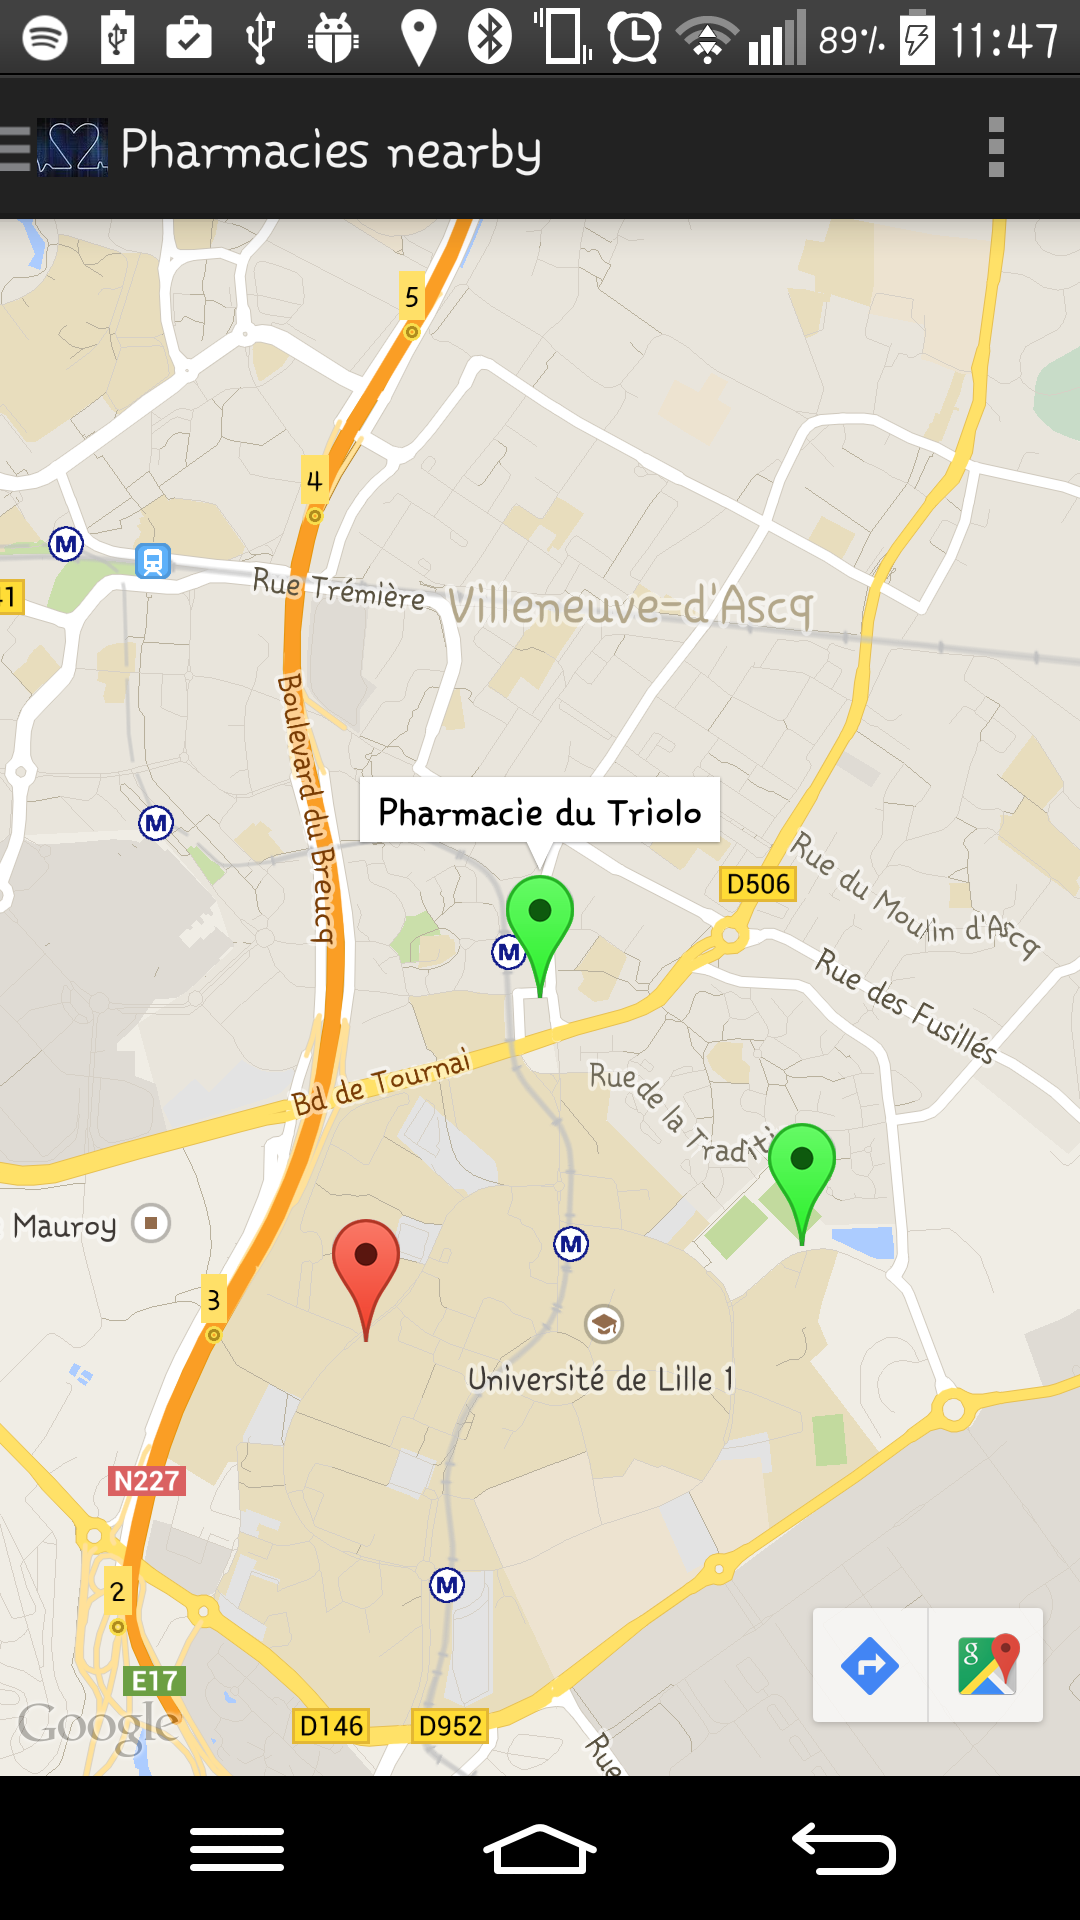 89% 11:47
Pharmacies nearby
5
4
M
41
Rue Trémière
Villeneuve-d'Ascq
Boulevard du Breucq
M
Pharmacie du Triolo
D506
Rue du Moulin d'Ascq
M
Rue des Fusillés
Bd de Tournai
Rue de la
Mauroy
M
3
Université de Lille 1
N227
2
M
E17
Google
D146
D952
Rue
g